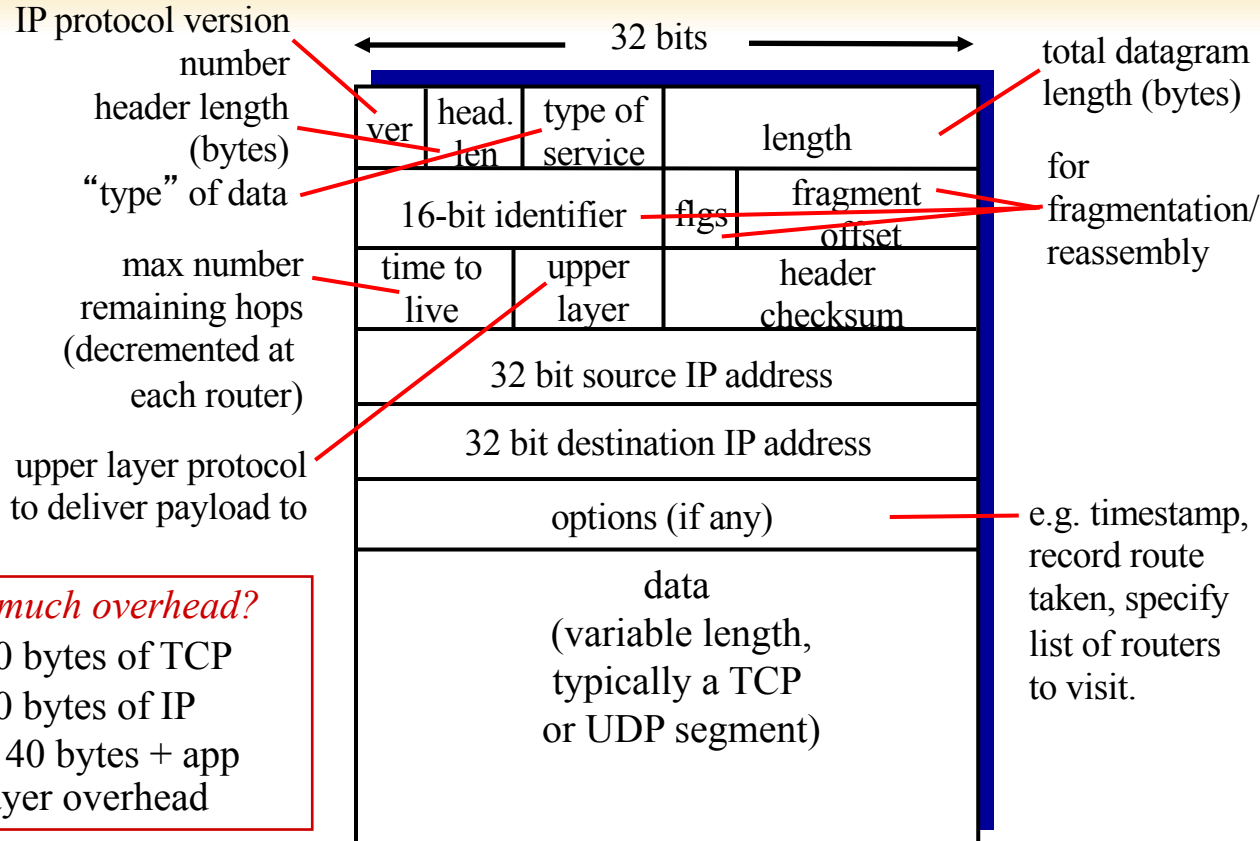 IP protocol version
number
header length
(bytes)
“type” of data
max number
remaining hops
(decremented at
each router)
upper layer protocol
to deliver payload to
much overhead?
0 bytes of TCP
0 bytes of IP
40 bytes + app
yer overhead
32 bits
ver
head.
len
type of
service
length
16-bit identifier
flgs
fragment
offset
time to
live
upper
layer
header
checksum
32 bit source IP address
32 bit destination IP address
options (if any)
data
(variable length,
typically a TCP
or UDP segment)
total datagram
length (bytes)
for
fragmentation/
reassembly
e.g. timestamp,
record route
taken, specify
list of routers
to visit.